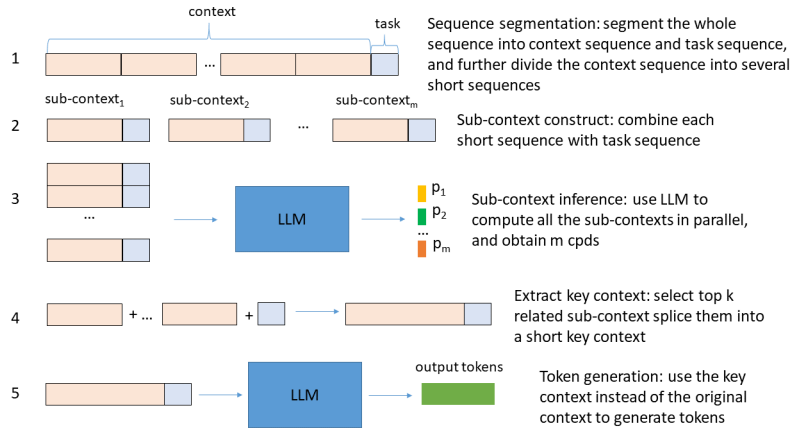 context
task
1
...
Sequence segmentation: segment the whole
sequence into context sequence and task sequence,
and further divide the context sequence into several
short sequences
sub-context1
sub-context2
sub-contextm
2
...
Sub-context construct: combine each
short sequence with task sequence
3
...
LLM
p1
p2
...
pm
Sub-context inference: use LLM to
compute all the sub-contexts in parallel,
and obtain m cpds
4
+ ...
+
Extract key context: select top k
related sub-context splice them into
a short key context
5
LLM
output tokens
Token generation: use the key
context instead of the original
context to generate tokens